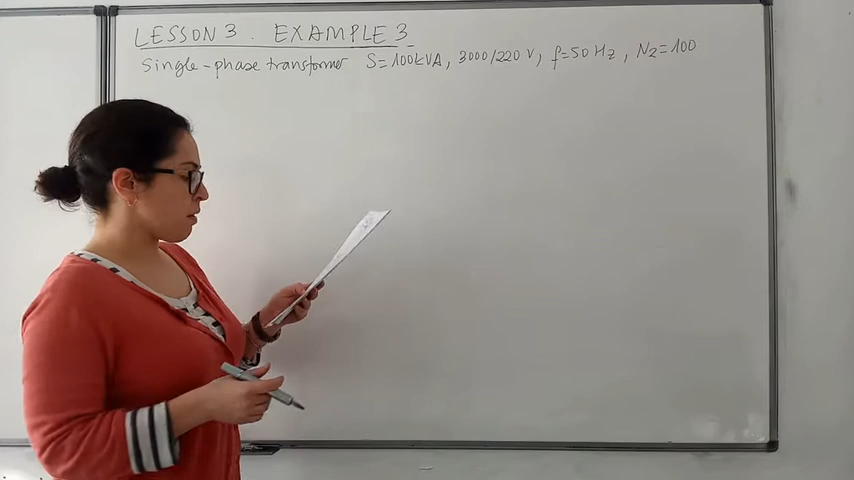 LESSON 3. EXAMPLE 3
Single-phase transformer S=100kVA, 3000/220 V, f=50 Hz, N2=100